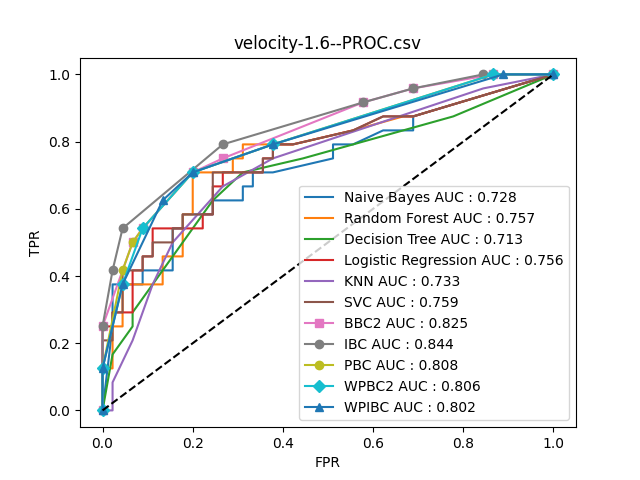 velocity-1.6--PROC.csv
1.0
0.8
0.6
0.4
0.2
0.0
TPR
Naive Bayes AUC : 0.728
Random Forest AUC : 0.757
Decision Tree AUC : 0.713
Logistic Regression AUC : 0.756
KNN AUC : 0.733
SVC AUC : 0.759
BBC2 AUC : 0.825
IBC AUC : 0.844
PBC AUC : 0.808
WPBC2 AUC : 0.806
WPIBC AUC : 0.802
0.0 0.2 0.4 0.6 0.8 1.0
FPR